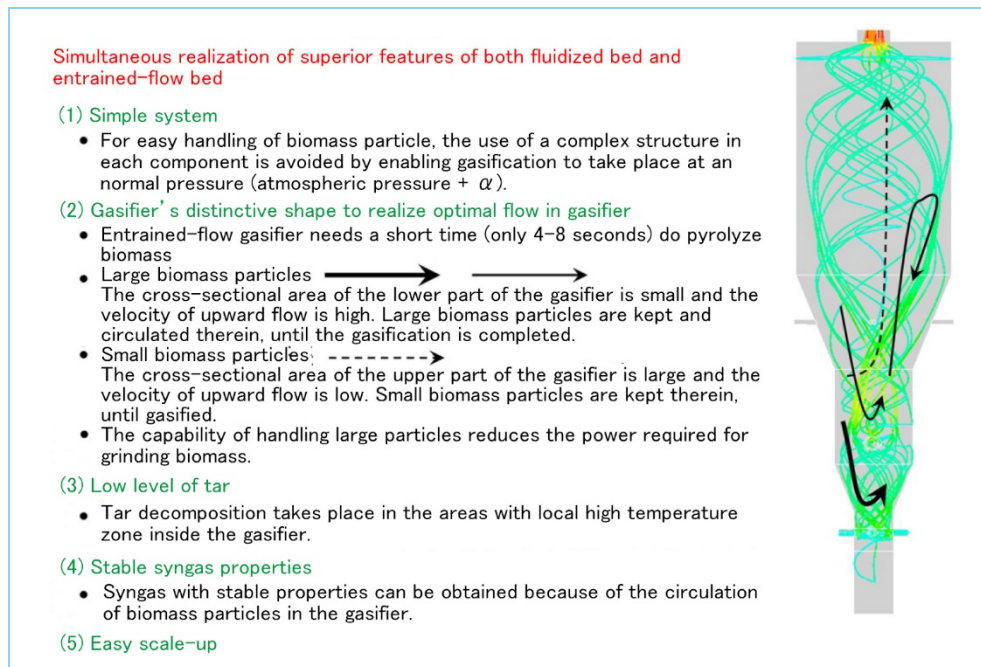 Simultaneous realization of superior features of both fluidized bed and
entrained-flow bed
(1) Simple system
• For easy handling of biomass particle, the use of a complex structure in
each component is avoided by enabling gasification to take place at an
normal pressure (atmospheric pressure + α).
(2) Gasifier's distinctive shape to realize optimal flow in gasifier
• Entrained-flow gasifier needs a short time (only 4-8 seconds) do pyrolyze
biomass
• Large biomass particles
The cross-sectional area of the lower part of the gasifier is small and the
velocity of upward flow is high. Large biomass particles are kept and
circulated therein, until the gasification is completed.
• Small biomass particles:
The cross-sectional area of the upper part of the gasifier is large and the
velocity of upward flow is low. Small biomass particles are kept therein,
until gasified.
• The capability of handling large particles reduces the power required for
grinding biomass.
(3) Low level of tar
• Tar decomposition takes place in the areas with local high temperature
zone inside the gasifier.
(4) Stable syngas properties
• Syngas with stable properties can be obtained because of the circulation
of biomass particles in the gasifier.
(5) Easy scale-up